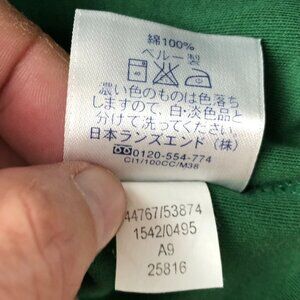 綿100%
ペルー製
濃い色のものは色落ち
しますので、白・淡色品と
分けて洗ってください。
日本ランズエンド(株)
0120-554-774
C11/100CC/M38
44767/53874
1542/0495
A9
25816